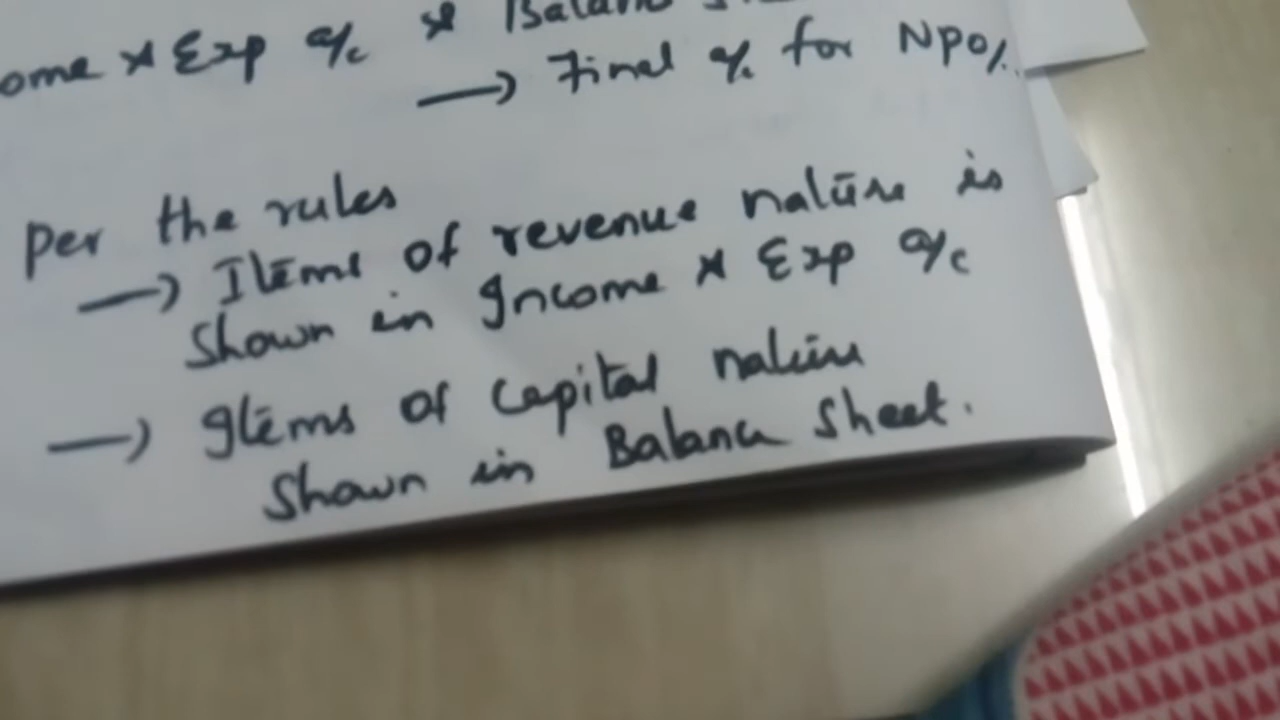 ome & Exp a/c & Balan
→ Final a/c for NPO/.
Per the rules
→ Items of revenue nature is
shown in Income & Exp a/c
→ Items of Capital nature
shown in Balance Sheet.